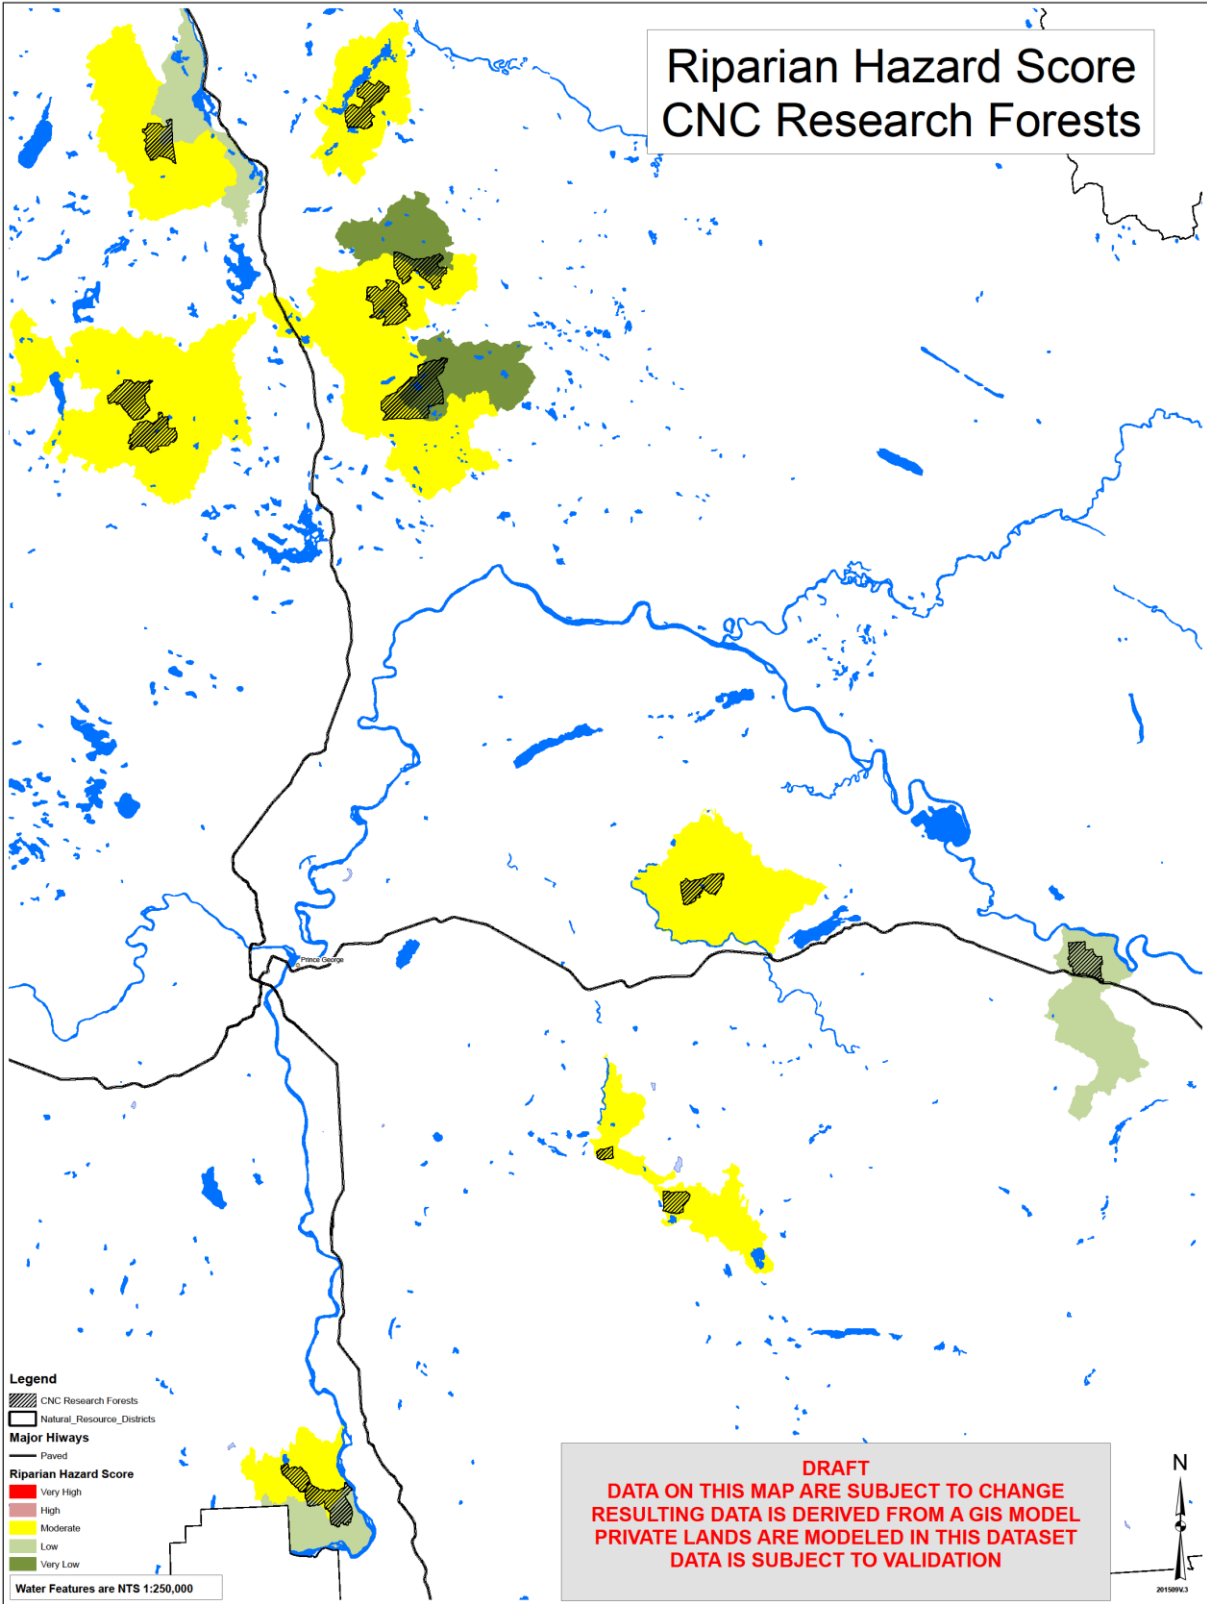 Riparian Hazard Score
CNC Research Forests
Prince George
Legend
CNC Research Forests
Natural_Resource_Districts
Major Hiways
Paved
Riparian Hazard Score
Very High
High
Moderate
Low
Very Low
Water Features are NTS 1:250,000
DRAFT
DATA ON THIS MAP ARE SUBJECT TO CHANGE
RESULTING DATA IS DERIVED FROM A GIS MODEL
PRIVATE LANDS ARE MODELED IN THIS DATASET
DATA IS SUBJECT TO VALIDATION
N
201509V.3